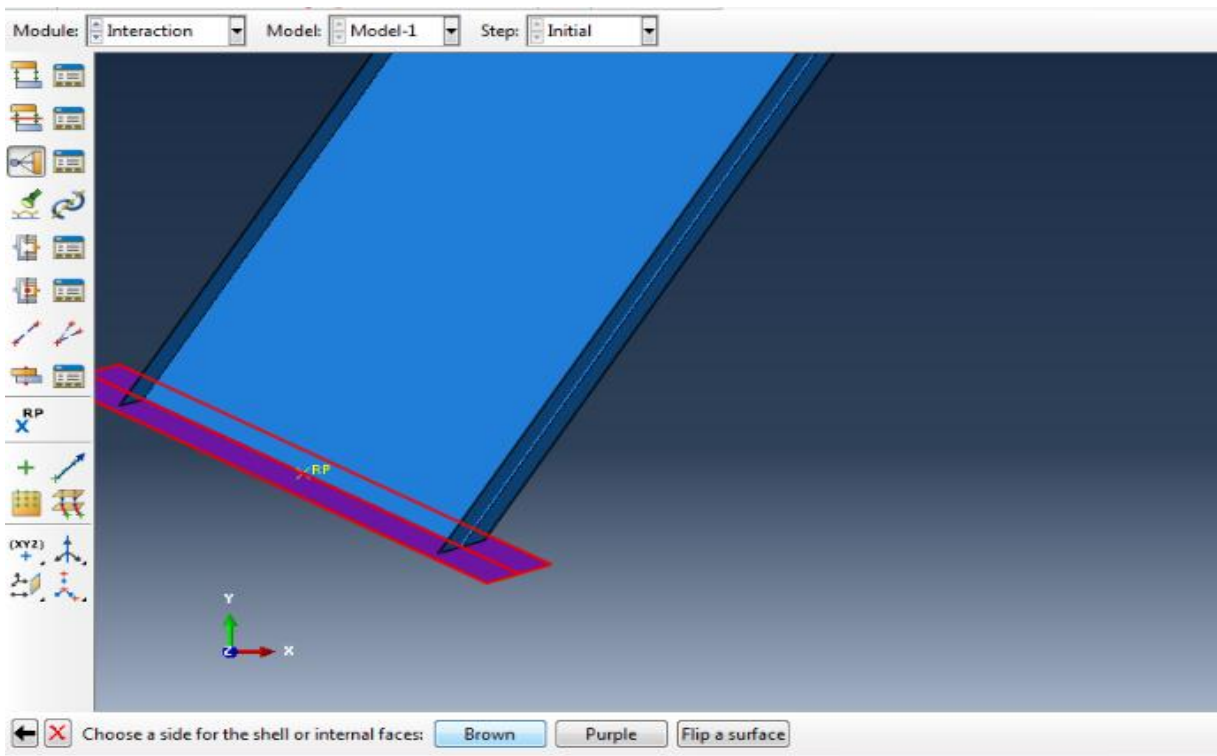 Module: Interaction Model: Model-1 Step: Initial
RP
(XYZ)
RP
Y
Z X
Choose a side for the shell or internal faces: Brown Purple Flip a surface